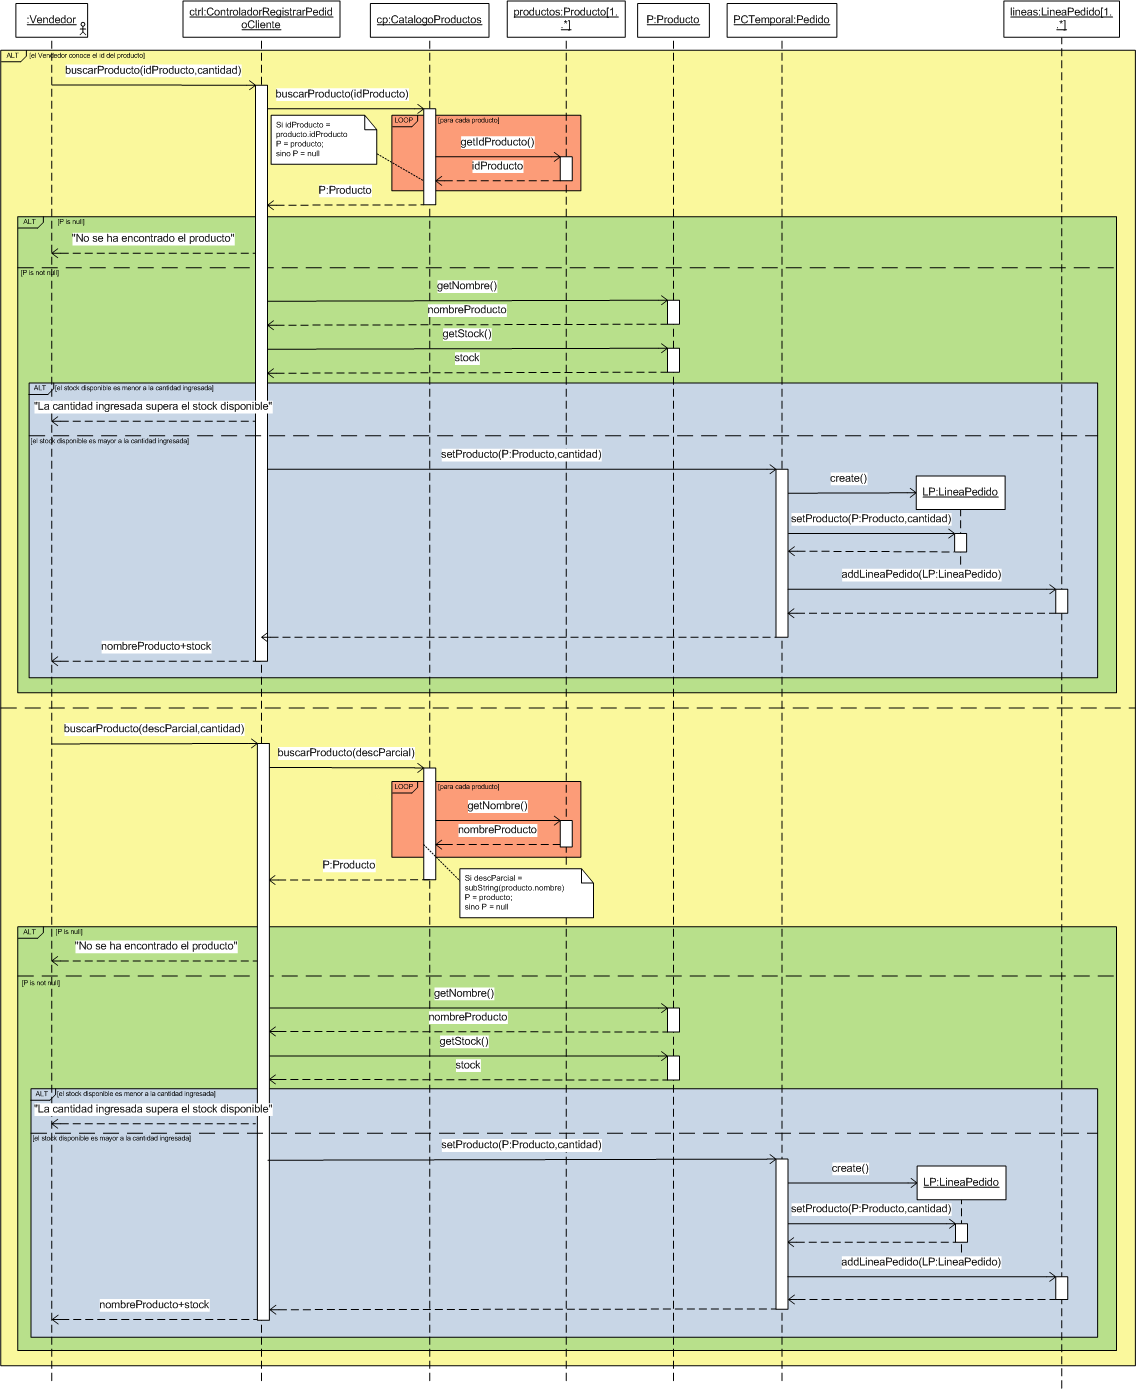 :Vendedor
ctrl:ControladorRegistrarPedid
oCliente
cp:CatalogoProductos
productos:Producto[1.
.*]
P:Producto
PCTemporal:Pedido
lineas:LineaPedido[1.
.*]
ALT
[el Vendedor conoce el id del producto]
buscarProducto(idProducto,cantidad)
buscarProducto(idProducto)
Si idProducto =
producto.idProducto
P = producto;
sino P = null
LOOP
[para cada producto]
getIdProducto()
idProducto
P:Producto
ALT
[P is null]
"No se ha encontrado el producto"
[P is not null]
getNombre()
nombreProducto
getStock()
stock
ALT
[el stock disponible es menor a la cantidad ingresada]
"La cantidad ingresada supera el stock disponible"
[el stock disponible es mayor a la cantidad ingresada]
setProducto(P:Producto,cantidad)
create()
LP:LineaPedido
setProducto(P:Producto,cantidad)
addLineaPedido(LP:LineaPedido)
nombreProducto+stock
buscarProducto(descParcial,cantidad)
buscarProducto(descParcial)
LOOP
[para cada producto]
getNombre()
nombreProducto
P:Producto
Si descParcial =
subString(producto.nombre)
P = producto;
sino P = null
ALT
[P is null]
"No se ha encontrado el producto"
[P is not null]
getNombre()
nombreProducto
getStock()
stock
ALT
[el stock disponible es menor a la cantidad ingresada]
"La cantidad ingresada supera el stock disponible"
[el stock disponible es mayor a la cantidad ingresada]
setProducto(P:Producto,cantidad)
create()
LP:LineaPedido
setProducto(P:Producto,cantidad)
addLineaPedido(LP:LineaPedido)
nombreProducto+stock